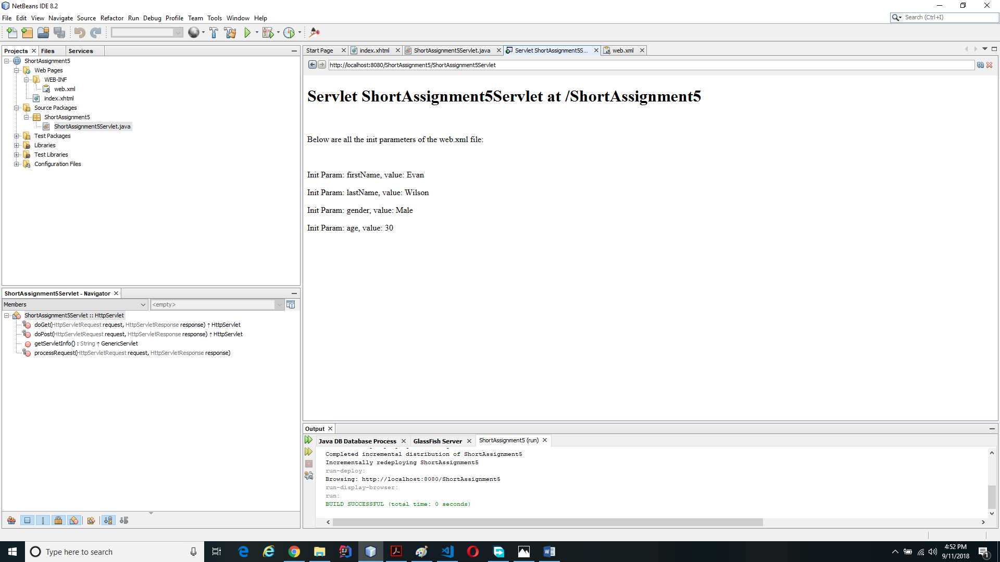 NetBeans IDE 8.2
File Edit View Navigate Source Refactor Run Debug Profile Team Tools Window Help
Search (Ctrl+I)
Projects Files Services
ShortAssignment5
Web Pages
WEB-INF
web.xml
index.xhtml
Source Packages
ShortAssignment5
ShortAssignment5Servlet.java
Test Packages
Libraries
Test Libraries
Configuration Files
ShortAssignment5Servlet - Navigator
Members <empty>
ShortAssignment5Servlet :: HttpServlet
doGet(HttpServletRequest request, HttpServletResponse response) ↑ HttpServlet
doPost(HttpServletRequest request, HttpServletResponse response) ↑ HttpServlet
getServletInfo() : String ↑ GenericServlet
processRequest(HttpServletRequest request, HttpServletResponse response)
Start Page index.xhtml ShortAssignment5Servlet.java Servlet ShortAssignment5S... web.xml
http://localhost:8080/ShortAssignment5/ShortAssignment5Servlet
Servlet ShortAssignment5Servlet at /ShortAssignment5
Below are all the init parameters of the web.xml file:
Init Param: firstName, value: Evan
Init Param: lastName, value: Wilson
Init Param: gender, value: Male
Init Param: age, value: 30
Output
Java DB Database Process GlassFish Server ShortAssignment5 (run)
Completed incremental distribution of ShortAssignment5
Incrementally redeploying ShortAssignment5
run-deploy:
Browsing: http://localhost:8080/ShortAssignment5
run-display-browser:
run:
BUILD SUCCESSFUL (total time: 0 seconds)
Type here to search
4:52 PM
9/11/2018
1